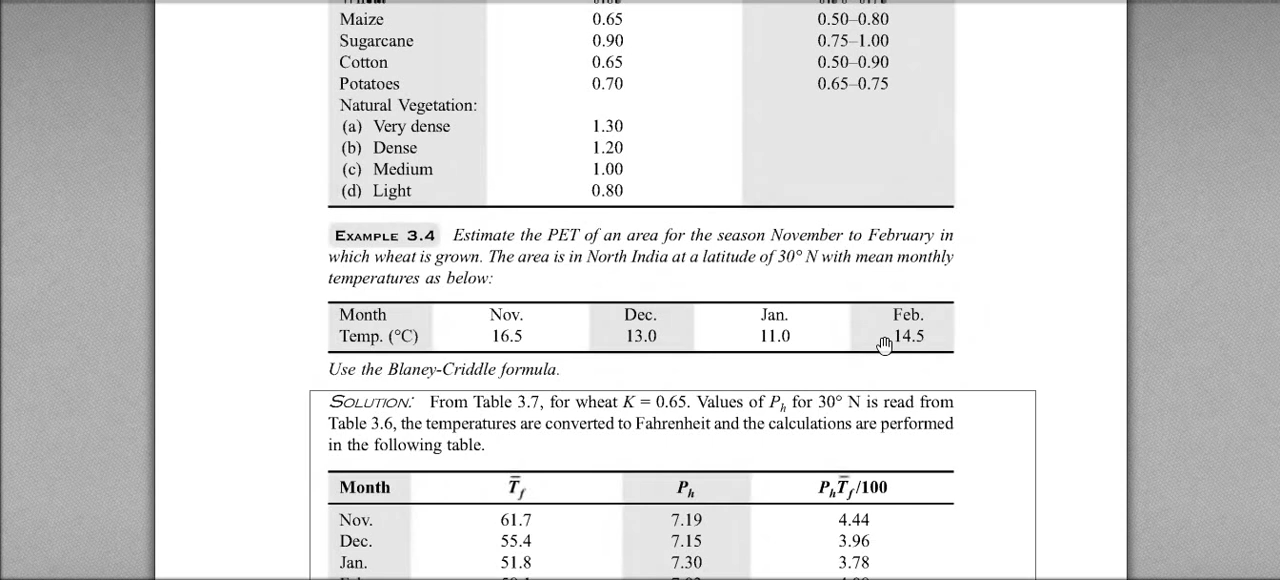 Maize 0.65 0.50–0.80
Sugarcane 0.90 0.75–1.00
Cotton 0.65 0.50–0.90
Potatoes 0.70 0.65–0.75
Natural Vegetation:
(a) Very dense 1.30
(b) Dense 1.20
(c) Medium 1.00
(d) Light 0.80
EXAMPLE 3.4 Estimate the PET of an area for the season November to February in
which wheat is grown. The area is in North India at a latitude of 30° N with mean monthly
temperatures as below:
Month Nov. Dec. Jan. Feb.
Temp. (°C) 16.5 13.0 11.0 14.5
Use the Blaney-Criddle formula.
SOLUTION: From Table 3.7, for wheat K = 0.65. Values of Pₕ for 30° N is read from
Table 3.6, the temperatures are converted to Fahrenheit and the calculations are performed
in the following table.
Month T̄f Pₕ PₕT̄f/100
Nov. 61.7 7.19 4.44
Dec. 55.4 7.15 3.96
Jan. 51.8 7.30 3.78